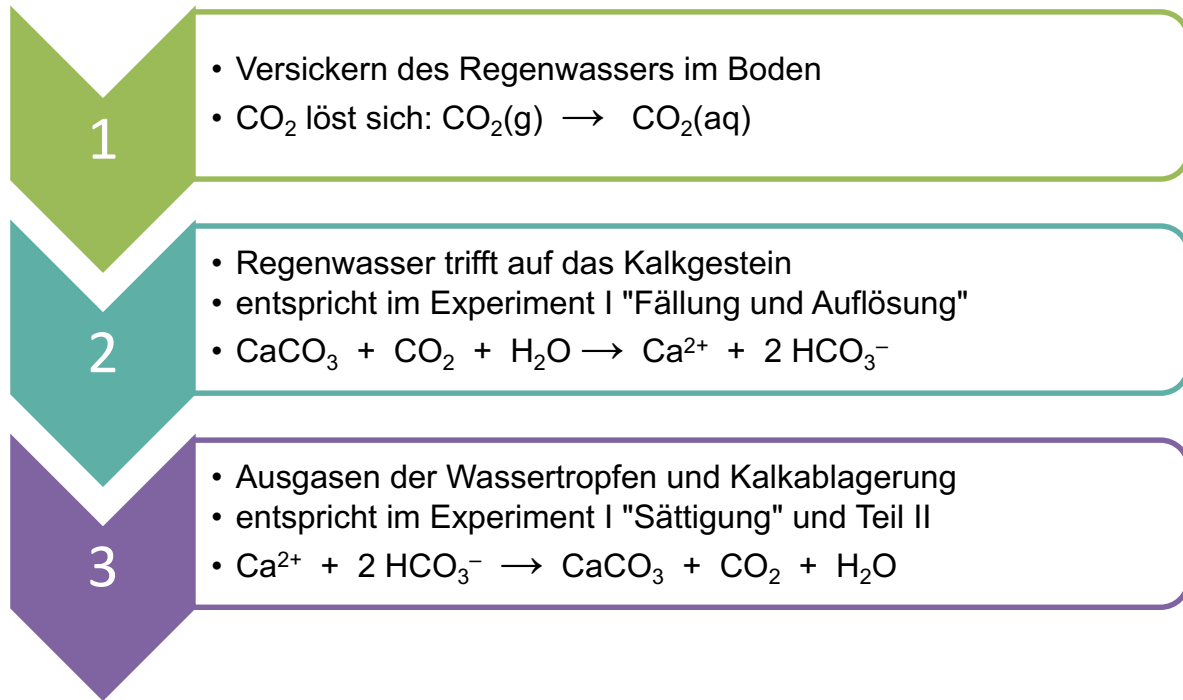 1
• Versickern des Regenwassers im Boden
• CO₂ löst sich: CO₂(g) → CO₂(aq)
2
• Regenwasser trifft auf das Kalkgestein
• entspricht im Experiment I "Fällung und Auflösung"
• CaCO₃ + CO₂ + H₂O → Ca²⁺ + 2 HCO₃⁻
3
• Ausgasen der Wassertropfen und Kalkablagerung
• entspricht im Experiment I "Sättigung" und Teil II
• Ca²⁺ + 2 HCO₃⁻ → CaCO₃ + CO₂ + H₂O